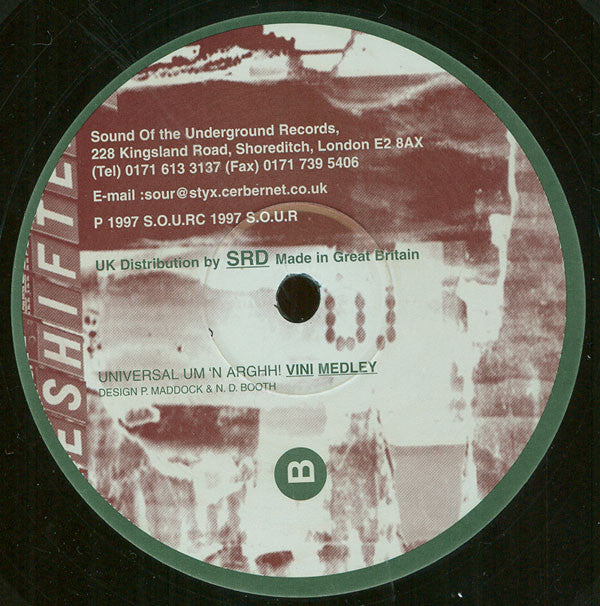 Sound Of the Underground Records,
228 Kingsland Road, Shoreditch, London E2 8AX
(Tel) 0171 613 3137 (Fax) 0171 739 5406
E-mail :sour@styx.cerbernet.co.uk
P 1997 S.O.U.RC 1997 S.O.U.R
UK Distribution by SRD Made in Great Britain
UNIVERSAL UM 'N ARGHH! VINI MEDLEY
DESIGN P. MADDOCK & N. D. BOOTH
B
ESHIFTE